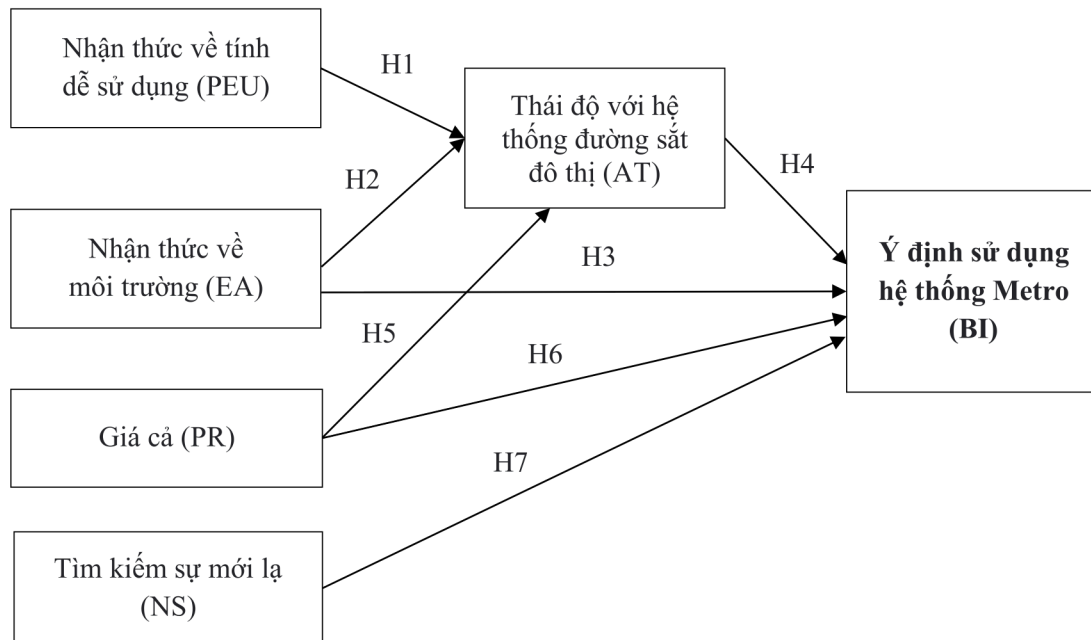 Nhận thức về tính
dễ sử dụng (PEU)
H1
Thái độ với hệ
thống đường sắt
đô thị (AT)
H2
H4
Nhận thức về
môi trường (EA)
H3
Ý định sử dụng
hệ thống Metro
(BI)
H5
H6
Giá cả (PR)
H7
Tìm kiếm sự mới lạ
(NS)